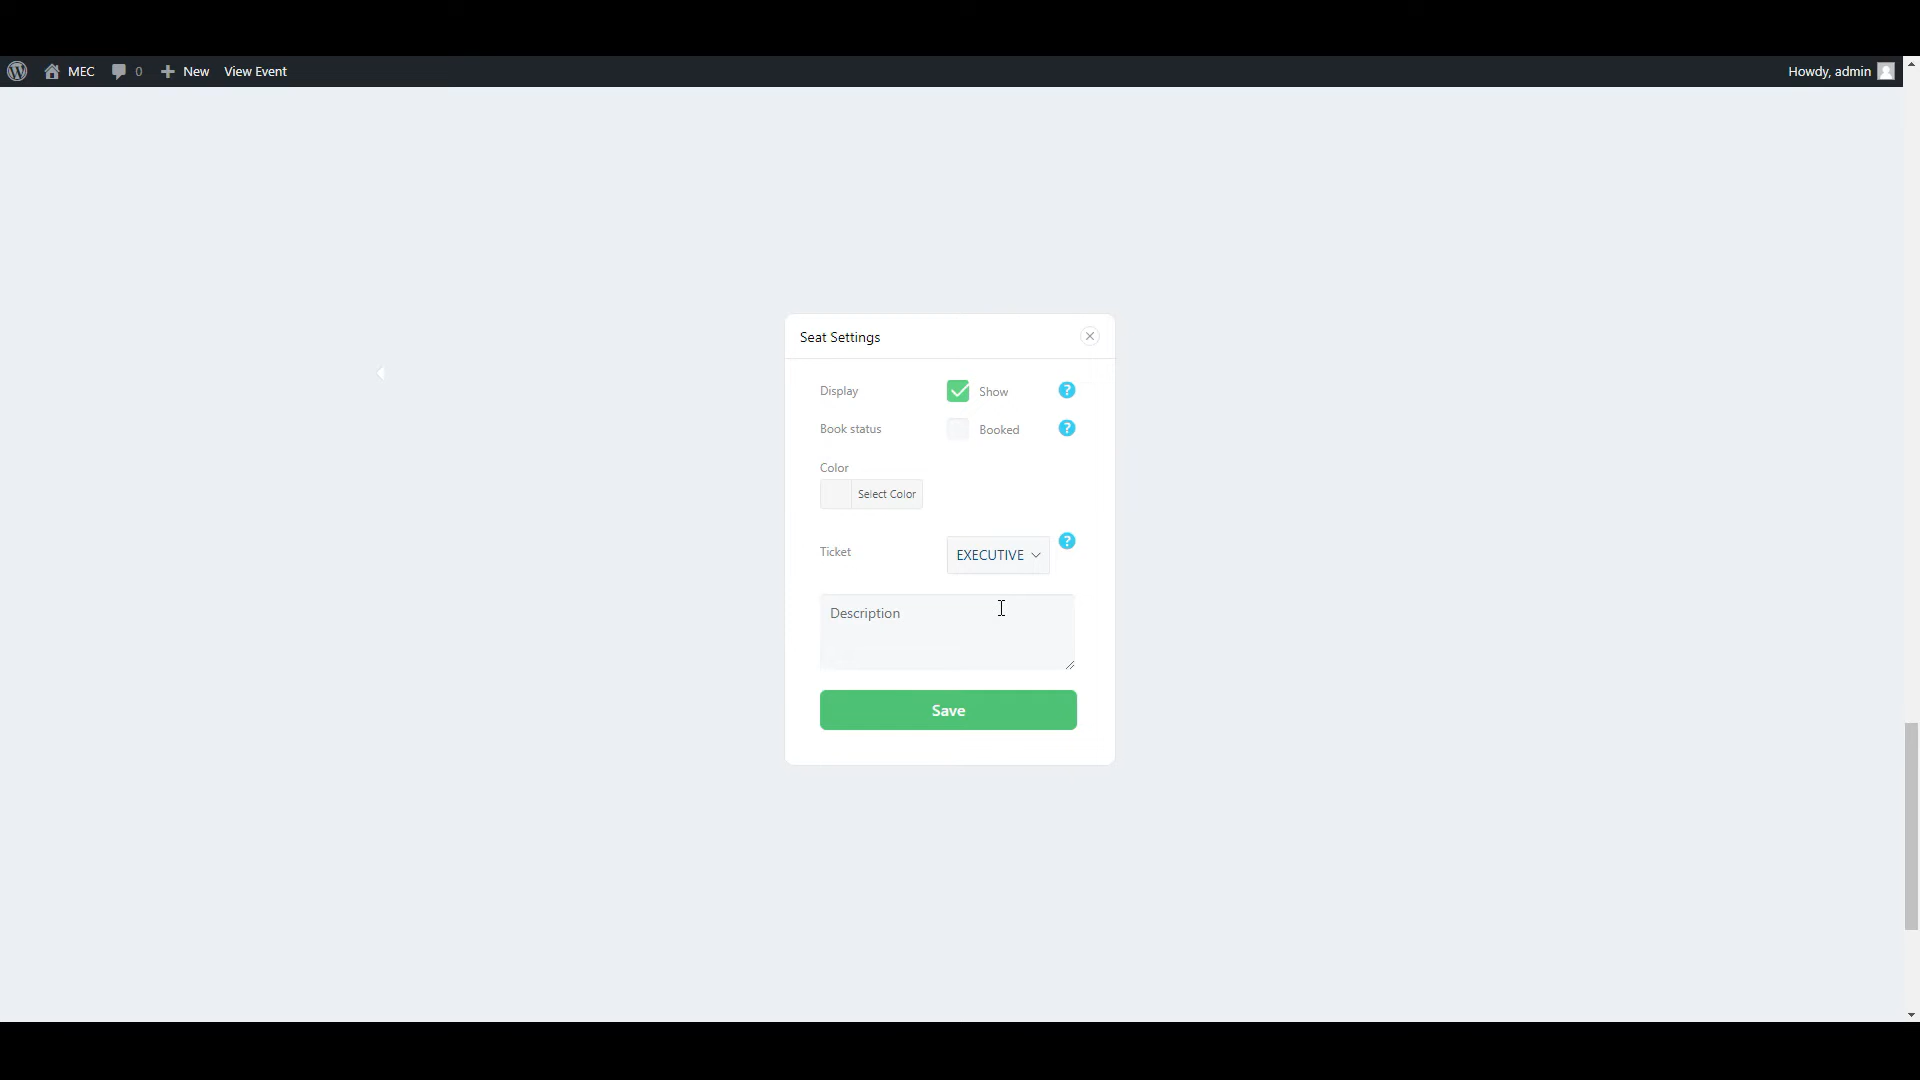 MEC 0 New View Event Howdy, admin
Seat Settings
Display Show ?
Book status Booked ?
Color
Select Color
Ticket EXECUTIVE ?
Description
Save